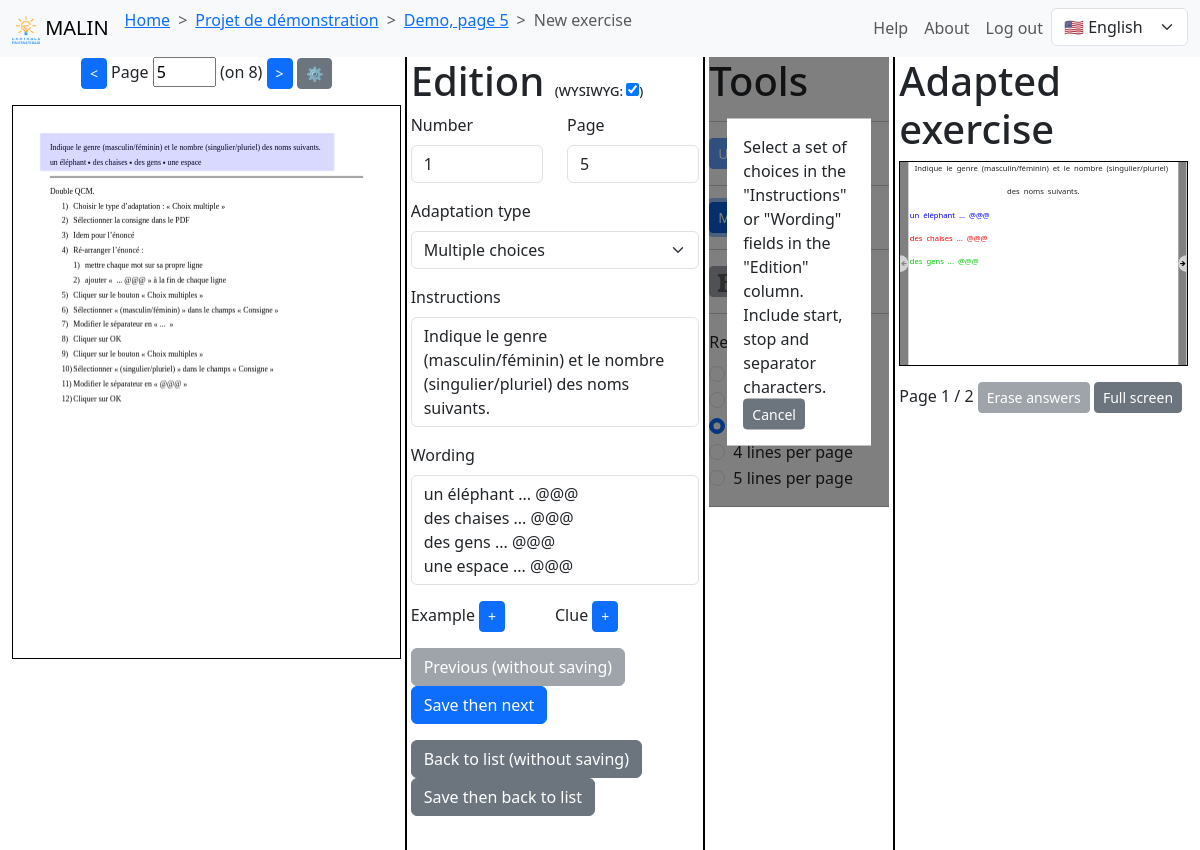 MALIN
Home > Projet de démonstration > Demo, page 5 > New exercise
Help About Log out 🇺🇸 English
< Page 5 (on 8) > ⚙️
Indique le genre (masculin/féminin) et le nombre (singulier/pluriel) des noms suivants.
un éléphant ▪ des chaises ▪ des gens ▪ une espace
Double QCM.
1) Choisir le type d’adaptation : « Choix multiple »
2) Sélectionner la consigne dans le PDF
3) Idem pour l’énoncé
4) Ré-arranger l’énoncé :
1) mettre chaque mot sur sa propre ligne
2) ajouter « ... @@@ » à la fin de chaque ligne
5) Cliquer sur le bouton « Choix multiples »
6) Sélectionner « (masculin/féminin) » dans le champs « Consigne »
7) Modifier le séparateur en « ... »
8) Cliquer sur OK
9) Cliquer sur le bouton « Choix multiples »
10) Sélectionner « (singulier/pluriel) » dans le champs « Consigne »
11) Modifier le séparateur en « @@@ »
12) Cliquer sur OK
Edition (WYSIWYG: )
Number Page
1 5
Adaptation type
Multiple choices
Instructions
Indique le genre
(masculin/féminin) et le nombre
(singulier/pluriel) des noms
suivants.
Wording
un éléphant ... @@@
des chaises ... @@@
des gens ... @@@
une espace ... @@@
Example + Clue +
Previous (without saving)
Save then next
Back to list (without saving)
Save then back to list
Tools
Select a set of
choices in the
"Instructions"
or "Wording"
fields in the
"Edition"
column.
Include start,
stop and
separator
characters.
Cancel
4 lines per page
5 lines per page
Adapted
exercise
Indique le genre (masculin/féminin) et le nombre (singulier/pluriel)
des noms suivants.
un éléphant ... @@@
des chaises ... @@@
des gens ... @@@
Page 1 / 2 Erase answers Full screen